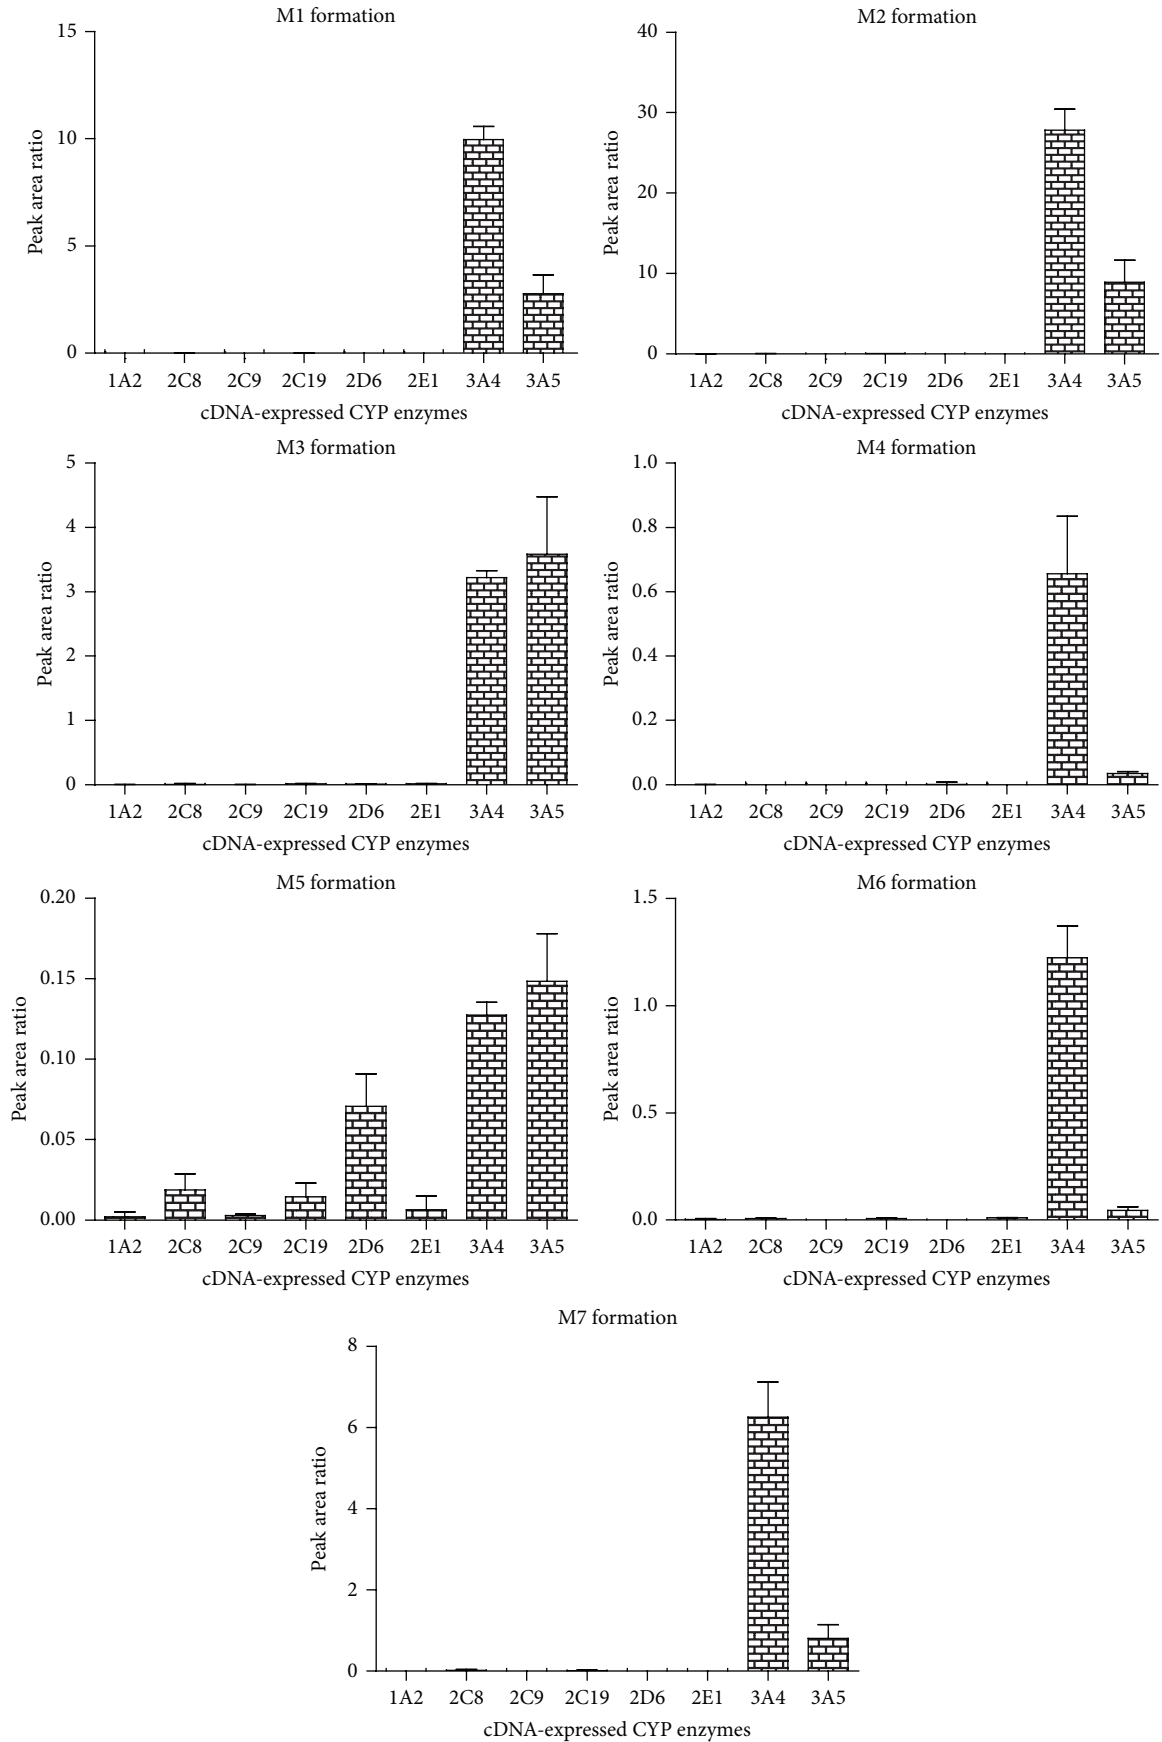 M1 formation
15
10
5
0
Peak area ratio
1A2 2C8 2C9 2C19 2D6 2E1 3A4 3A5
cDNA-expressed CYP enzymes
M2 formation
40
30
20
10
0
Peak area ratio
1A2 2C8 2C9 2C19 2D6 2E1 3A4 3A5
cDNA-expressed CYP enzymes
M3 formation
5
4
3
2
1
0
Peak area ratio
1A2 2C8 2C9 2C19 2D6 2E1 3A4 3A5
cDNA-expressed CYP enzymes
M4 formation
1.0
0.8
0.6
0.4
0.2
0.0
Peak area ratio
1A2 2C8 2C9 2C19 2D6 2E1 3A4 3A5
cDNA-expressed CYP enzymes
M5 formation
0.20
0.15
0.10
0.05
0.00
Peak area ratio
1A2 2C8 2C9 2C19 2D6 2E1 3A4 3A5
cDNA-expressed CYP enzymes
M6 formation
1.5
1.0
0.5
0.0
Peak area ratio
1A2 2C8 2C9 2C19 2D6 2E1 3A4 3A5
cDNA-expressed CYP enzymes
M7 formation
8
6
4
2
0
Peak area ratio
1A2 2C8 2C9 2C19 2D6 2E1 3A4 3A5
cDNA-expressed CYP enzymes